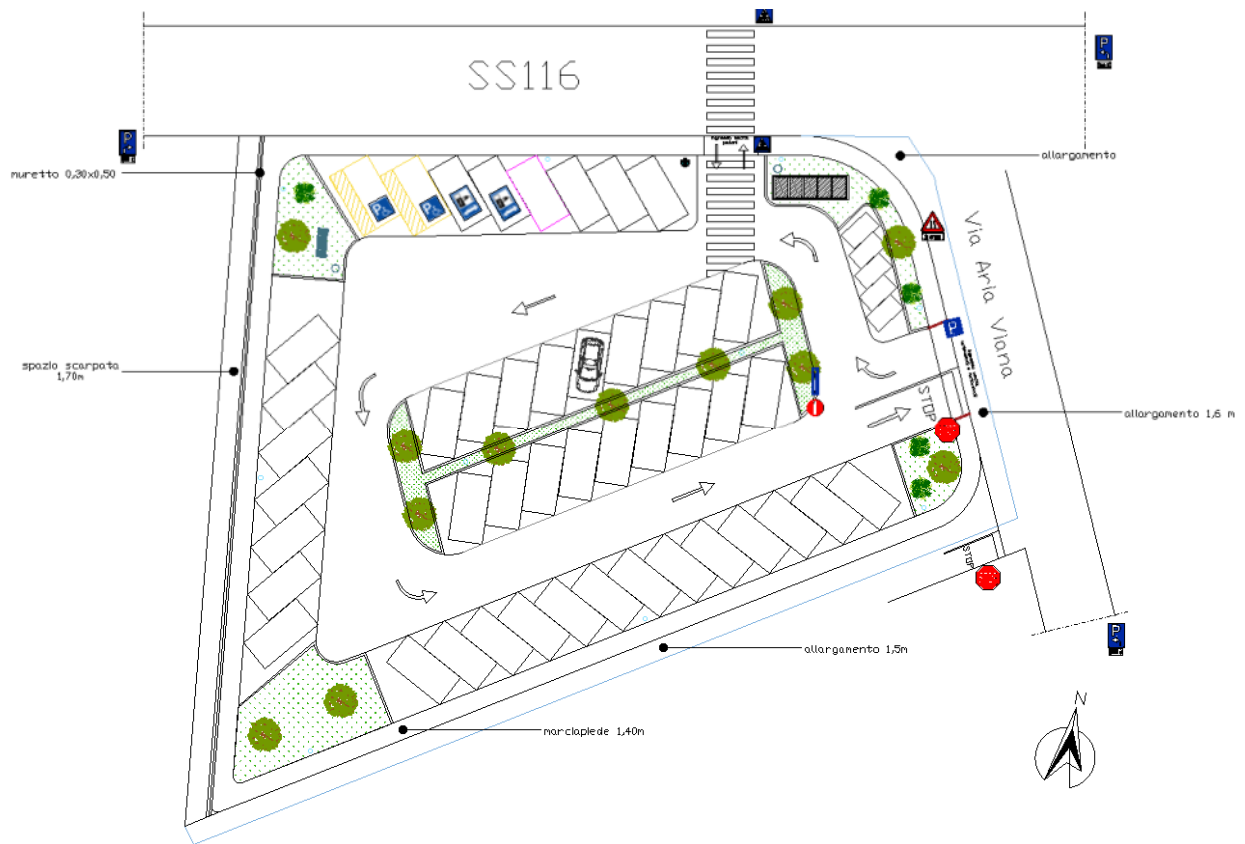 SS116
P
P
Ingresso
allargamento
muretto 0,30x0,50
Via Aria Viana
P
P
P
spazio scarpata
1,70m
STOP
allargamento 1,6 m
STOP
allargamento 1,5m
P
marciapiede 1,40m
N